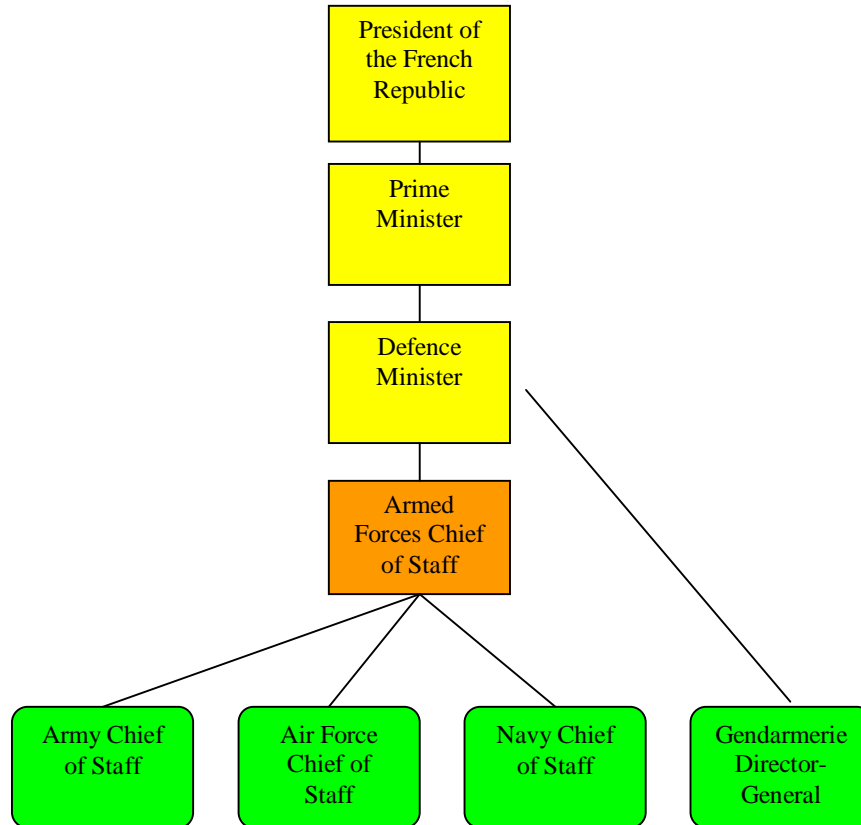 President of
the French
Republic
Prime
Minister
Defence
Minister
Armed
Forces Chief
of Staff
Army Chief
of Staff
Air Force
Chief of
Staff
Navy Chief
of Staff
Gendarmerie
Director-
General